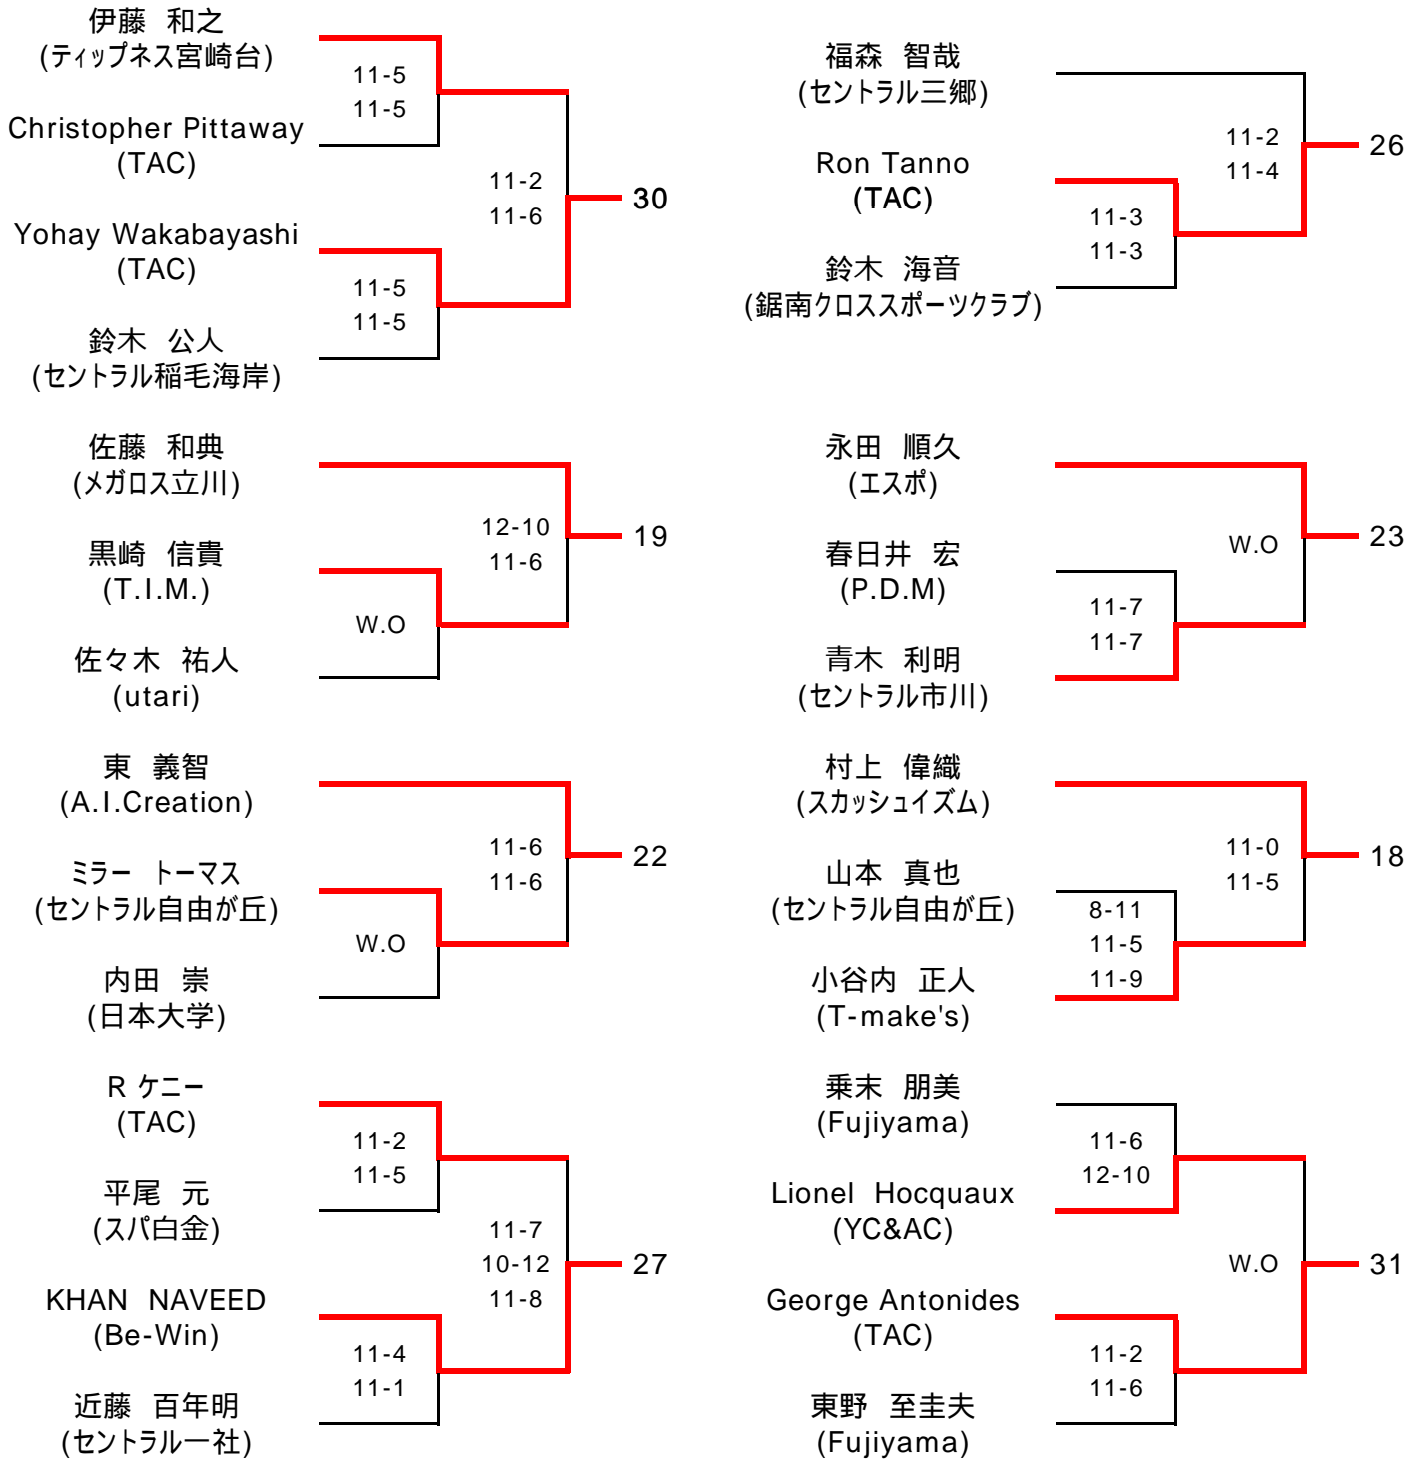 伊藤 和之
(ティップネス宮崎台)
11-5
11-5
Christopher Pittaway
(TAC)
11-2
11-6
30
Yohay Wakabayashi
(TAC)
11-5
11-5
鈴木 公人
(セントラル稲毛海岸)
佐藤 和典
(メガロス立川)
12-10
11-6
19
黒崎 信貴
(T.I.M.)
W.O
佐々木 祐人
(utari)
東 義智
(A.I.Creation)
11-6
11-6
22
ミラー トーマス
(セントラル自由が丘)
W.O
内田 崇
(日本大学)
R ケニー
(TAC)
11-2
11-5
平尾 元
(スパ白金)
11-7
10-12
11-8
27
KHAN NAVEED
(Be-Win)
11-4
11-1
近藤 百年明
(セントラル一社)
福森 智哉
(セントラル三郷)
11-2
11-4
26
Ron Tanno
(TAC)
11-3
11-3
鈴木 海音
(鋸南クロススポーツクラブ)
永田 順久
(エスポ)
W.O
23
春日井 宏
(P.D.M)
11-7
11-7
青木 利明
(セントラル市川)
村上 偉織
(スカッシュイズム)
11-0
11-5
18
山本 真也
(セントラル自由が丘)
8-11
11-5
11-9
小谷内 正人
(T-make's)
乗末 朋美
(Fujiyama)
11-6
12-10
Lionel Hocquaux
(YC&AC)
W.O
31
George Antonides
(TAC)
11-2
11-6
東野 至圭夫
(Fujiyama)